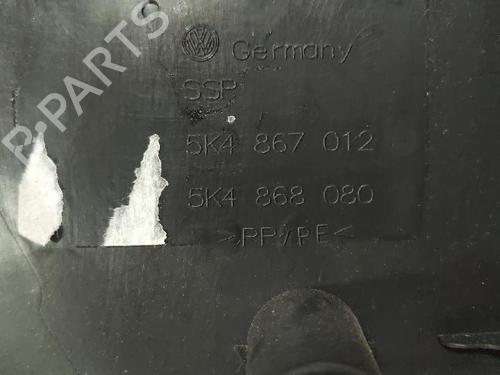 B-PARTS
Germany
SSP
5K4 867 012
5K4 868 080
>PP/PE<